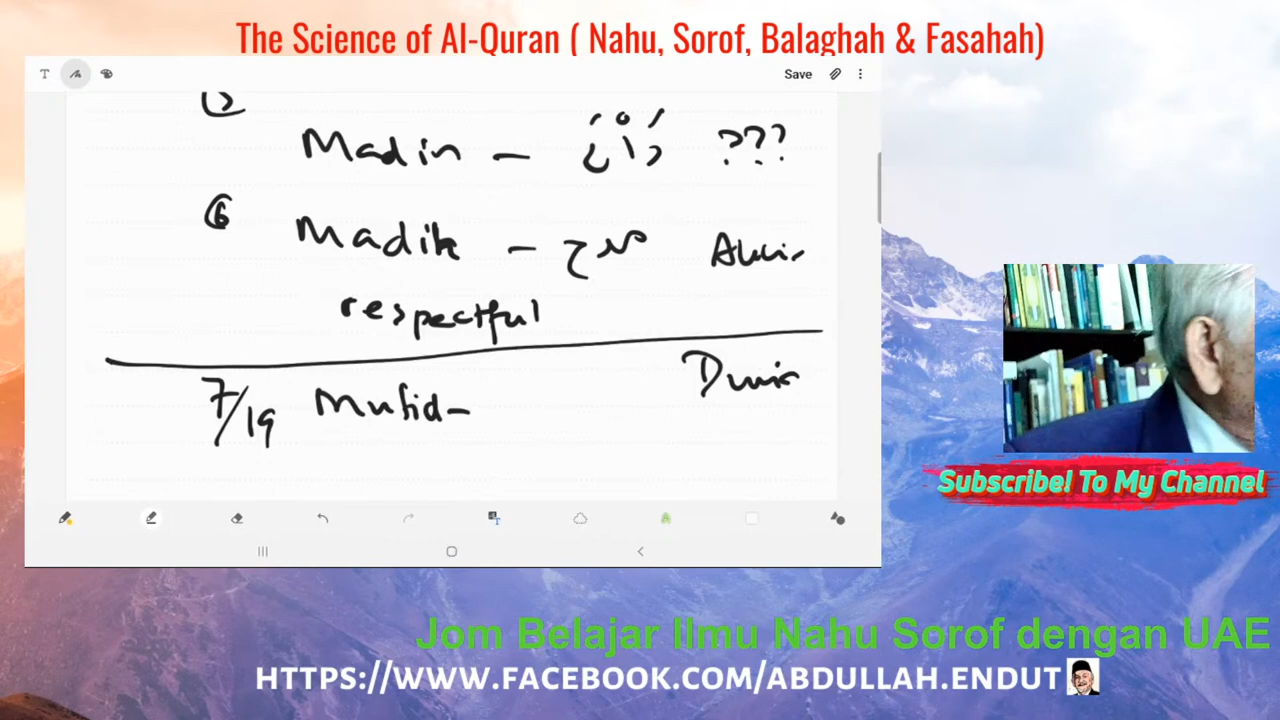 The Science of Al-Quran ( Nahu, Sorof, Balaghah & Fasahah)
T
Save
Madin – ???
6 Madik – مدح
respectful
7/19 Mufid –
Subscribe! To My Channel
Jom Belajar Ilmu Nahu Sorof dengan UAE
HTTPS://WWW.FACEBOOK.COM/ABDULLAH.ENDUT